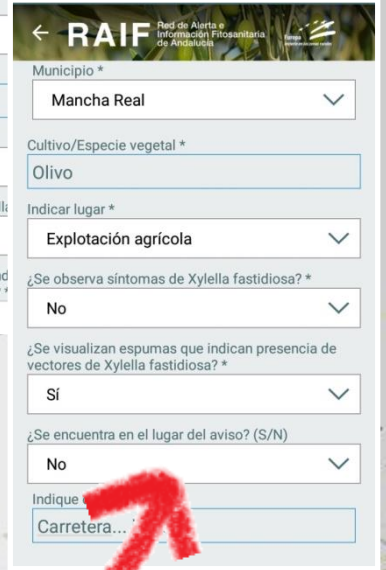 RAIF Red de Alerta e
Información Fitosanitaria
de Andalucía
Municipio *
Mancha Real
Cultivo/Especie vegetal *
Olivo
Indicar lugar *
Explotación agrícola
¿Se observa síntomas de Xylella fastidiosa? *
No
¿Se visualizan espumas que indican presencia de
vectores de Xylella fastidiosa? *
Sí
¿Se encuentra en el lugar del aviso? (S/N)
No
Indique
Carretera...